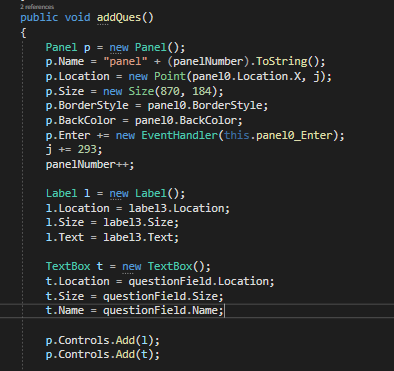 2 references
public void addQues()
{
Panel p = new Panel();
p.Name = "panel" + (panelNumber).ToString();
p.Location = new Point(panel0.Location.X, j);
p.Size = new Size(870, 184);
p.BorderStyle = panel0.BorderStyle;
p.BackColor = panel0.BackColor;
p.Enter += new EventHandler(this.panel0_Enter);
j += 293;
panelNumber++;
Label l = new Label();
l.Location = label3.Location;
l.Size = label3.Size;
l.Text = label3.Text;
TextBox t = new TextBox();
t.Location = questionField.Location;
t.Size = questionField.Size;
t.Name = questionField.Name;
p.Controls.Add(l);
p.Controls.Add(t);